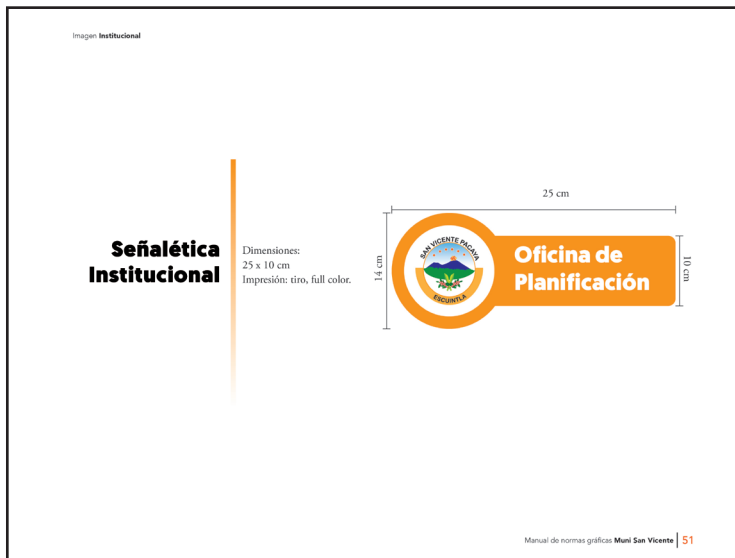 Imagen Institucional
Señalética
Institucional
Dimensiones:
25 x 10 cm
Impresión: tiro, full color.
25 cm
14 cm
SAN VICENTE PACAYA
ESCUINTLA
Oficina de
Planificación
10 cm
Manual de normas gráficas Muni San Vicente 51